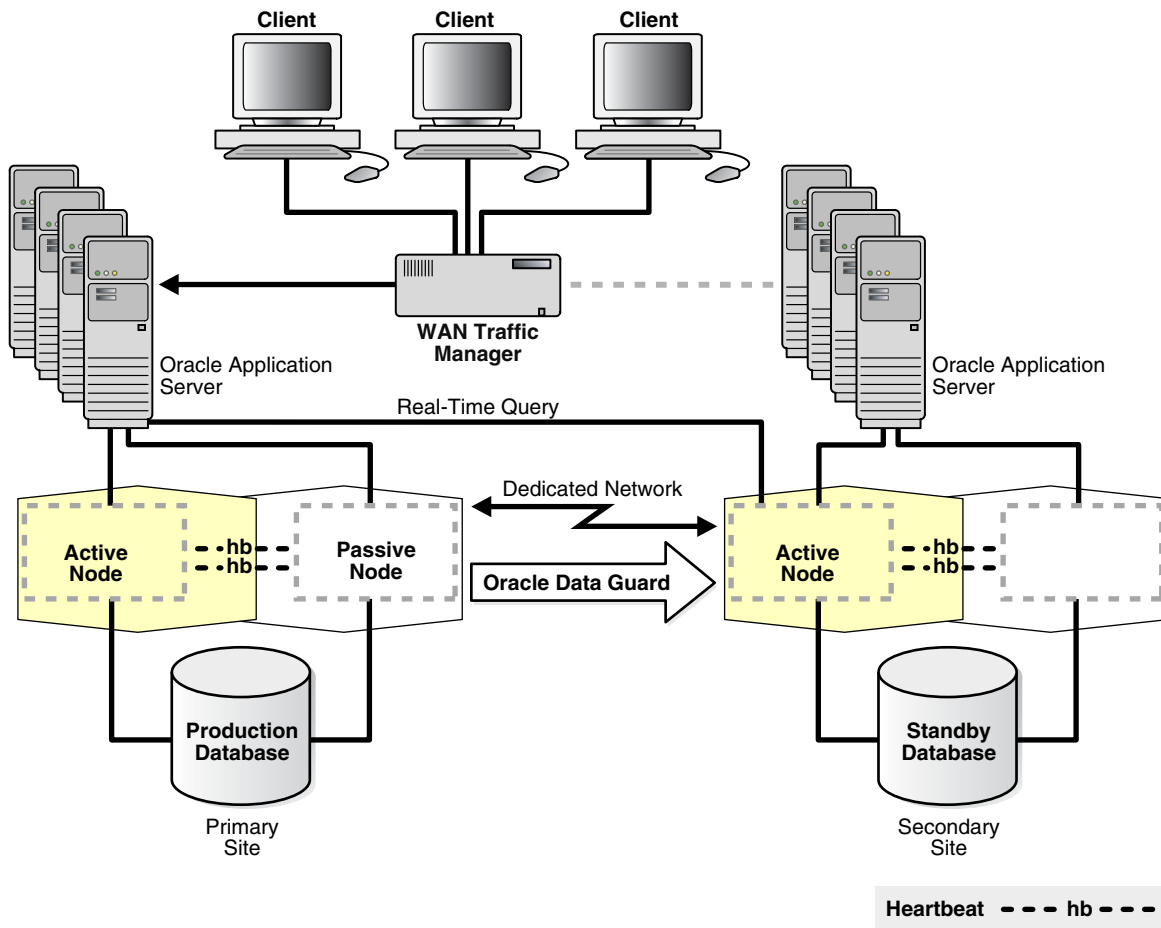 Client
Client
Client
WAN Traffic
Manager
Oracle Application
Server
Oracle Application
Server
Real-Time Query
Dedicated Network
Active
Node
hb
hb
Passive
Node
Oracle Data Guard
Active
Node
hb
hb
Production
Database
Standby
Database
Primary
Site
Secondary
Site
Heartbeat hb